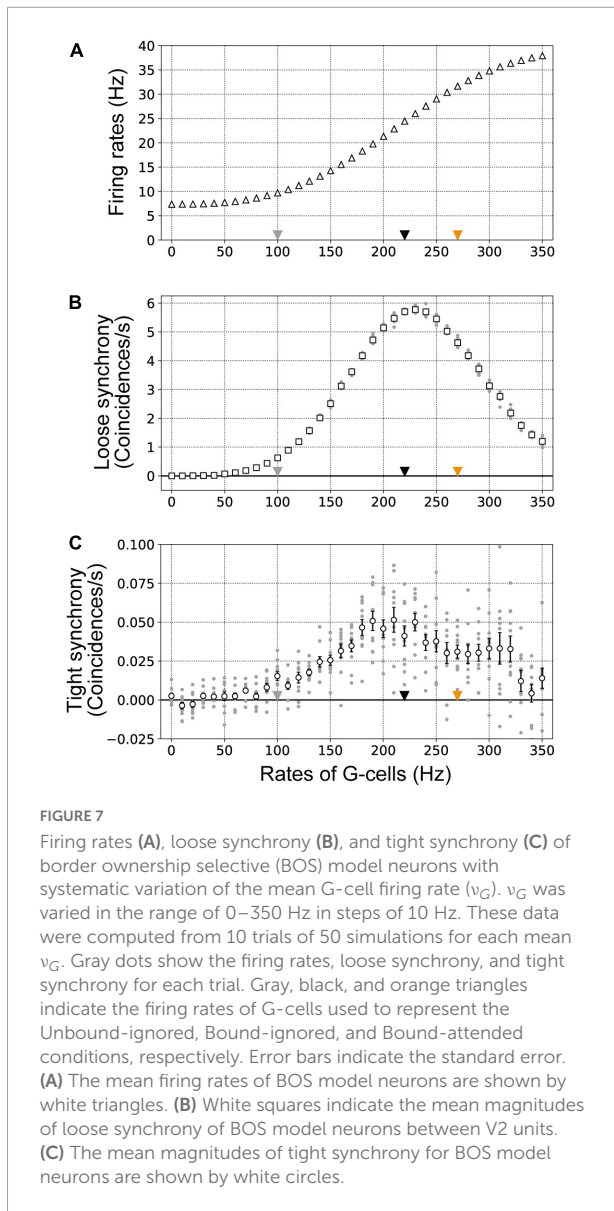 A
Firing rates (Hz)
40
35
30
25
20
15
10
5
0
0 50 100 150 200 250 300 350
B
Loose synchrony
(Coincidences/s)
6
5
4
3
2
1
0
0 50 100 150 200 250 300 350
C
Tight synchrony
(Coincidences/s)
0.100
0.075
0.050
0.025
0.000
−0.025
0 50 100 150 200 250 300 350
Rates of G-cells (Hz)
FIGURE 7
Firing rates (A), loose synchrony (B), and tight synchrony (C) of
border ownership selective (BOS) model neurons with
systematic variation of the mean G-cell firing rate (νG). νG was
varied in the range of 0–350 Hz in steps of 10 Hz. These data
were computed from 10 trials of 50 simulations for each mean
νG. Gray dots show the firing rates, loose synchrony, and tight
synchrony for each trial. Gray, black, and orange triangles
indicate the firing rates of G-cells used to represent the
Unbound-ignored, Bound-ignored, and Bound-attended
conditions, respectively. Error bars indicate the standard error.
(A) The mean firing rates of BOS model neurons are shown by
white triangles. (B) White squares indicate the mean magnitudes
of loose synchrony of BOS model neurons between V2 units.
(C) The mean magnitudes of tight synchrony for BOS model
neurons are shown by white circles.